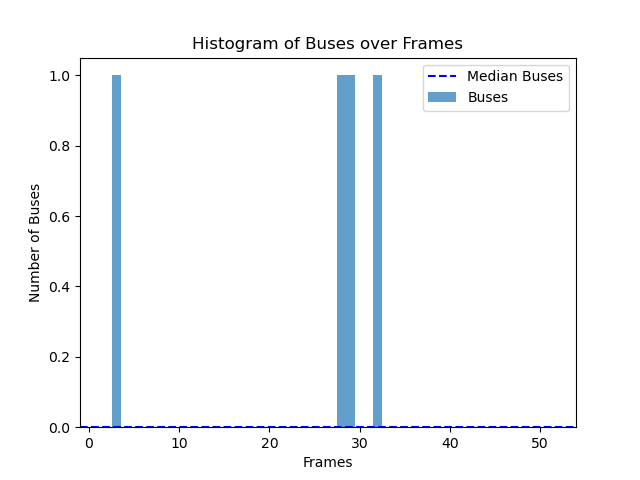 Histogram of Buses over Frames
Median Buses
Buses
1.0
0.8
0.6
0.4
0.2
0.0
Number of Buses
0 10 20 30 40 50
Frames